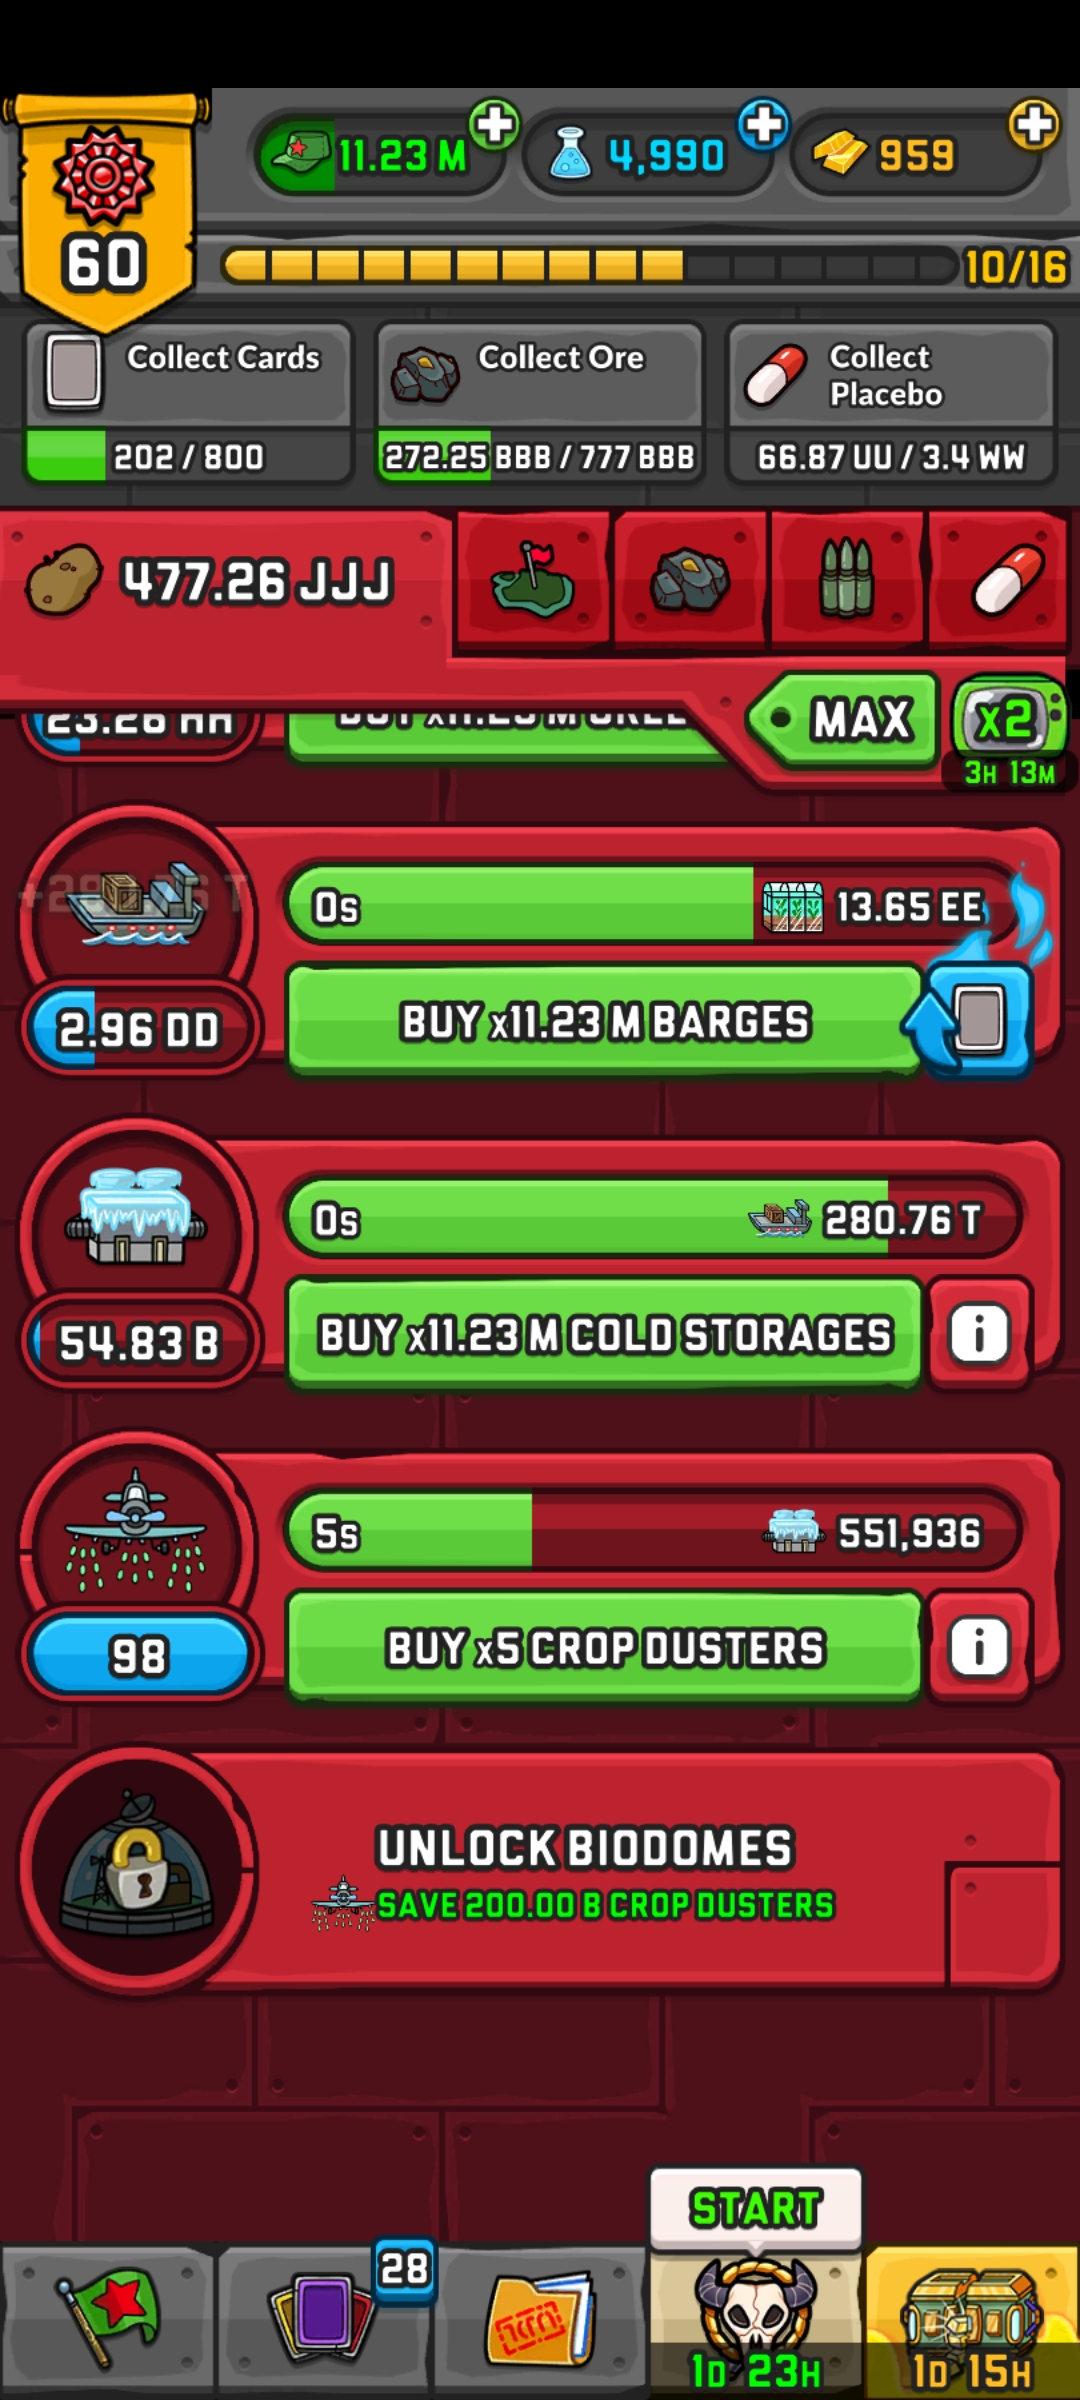 60
11.23 M
4,990
959
10/16
Collect Cards
202 / 800
Collect Ore
272.25 BBB / 777 BBB
Collect
Placebo
66.87 UU / 3.4 WW
477.26 JJJ
MAX
x2
3H 13M
0s
13.65 EE
2.96 DD
BUY x11.23 M BARGES
0s
280.76 T
54.83 B
BUY x11.23 M COLD STORAGES
i
5s
551,936
98
BUY x5 CROP DUSTERS
i
UNLOCK BIODOMES
SAVE 200.00 B CROP DUSTERS
START
28
1D 23H
1D 15H